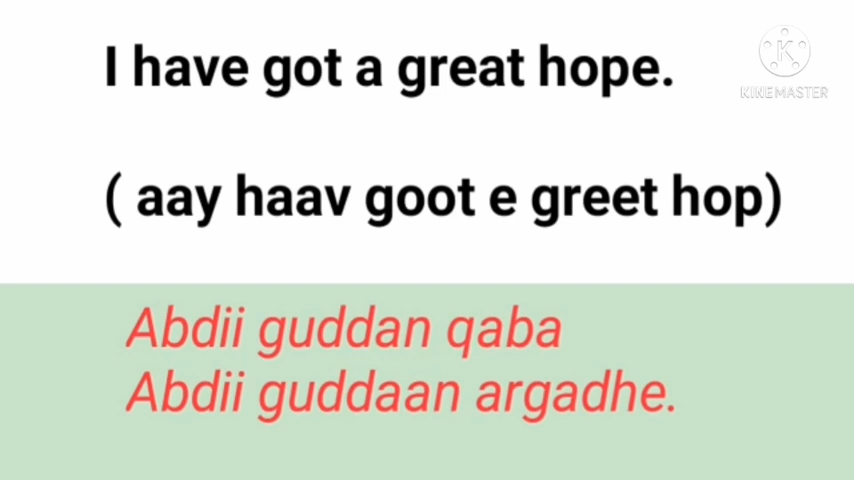 I have got a great hope.
KINEMASTER
( aay haav goot e greet hop)
Abdii guddan qaba
Abdii guddaan argadhe.